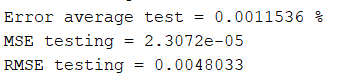 Error average test = 0.0011536 %
MSE testing = 2.3072e-05
RMSE testing = 0.0048033